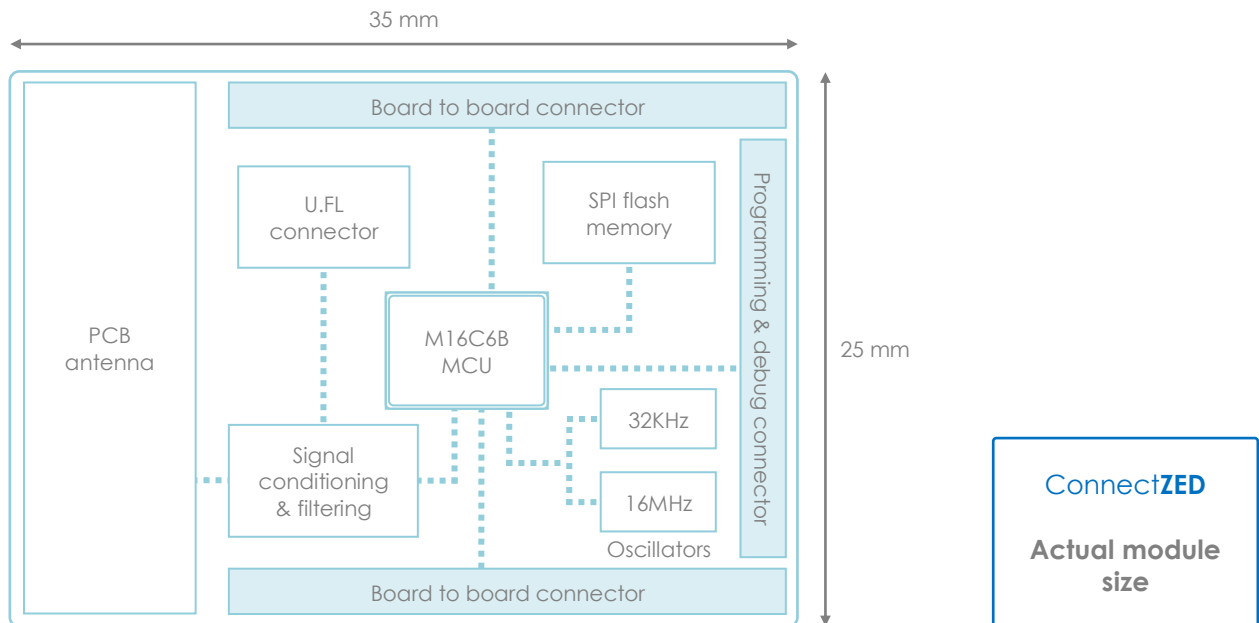 35 mm
Board to board connector
U.FL
connector
SPI flash
memory
Programming & debug connector
PCB
antenna
M16C6B
MCU
25 mm
32KHz
Signal
conditioning
& filtering
16MHz
Oscillators
Board to board connector
ConnectZED
Actual module
size